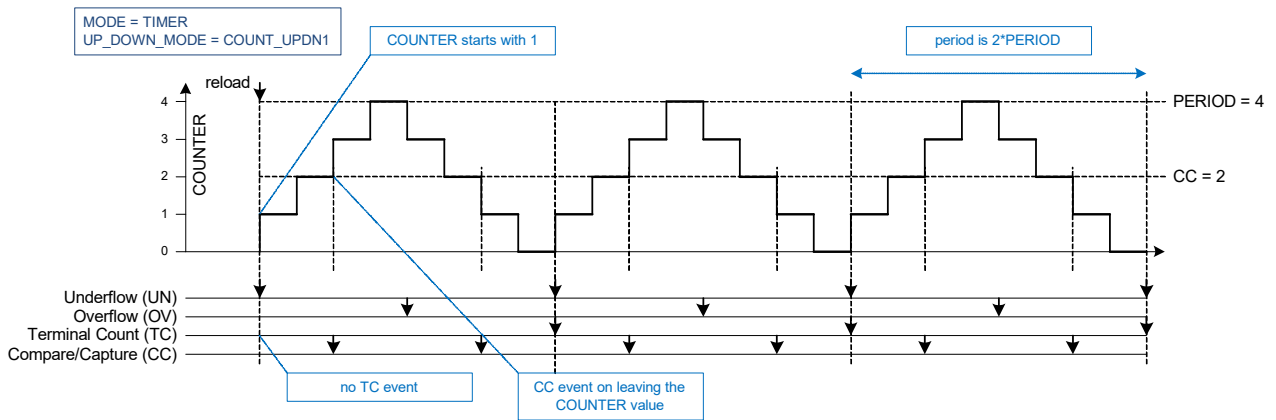 MODE = TIMER
UP_DOWN_MODE = COUNT_UPDN1
COUNTER starts with 1
period is 2*PERIOD
reload
COUNTER
4
3
2
1
0
PERIOD = 4
CC = 2
Underflow (UN)
Overflow (OV)
Terminal Count (TC)
Compare/Capture (CC)
no TC event
CC event on leaving the
COUNTER value